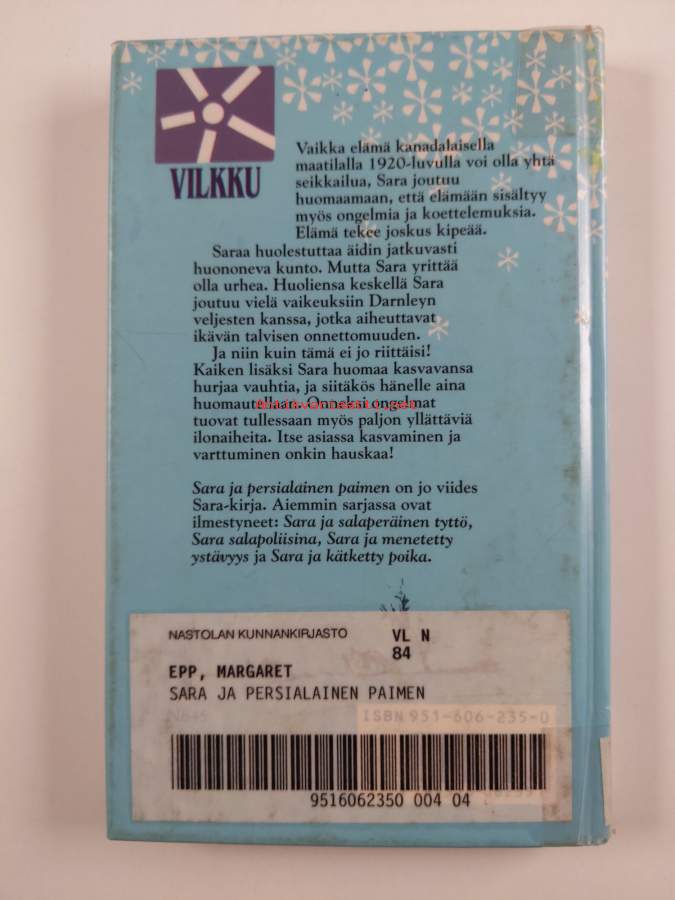 VILKKU
Vaikka elämä kanadalaisella
maatilalla 1920-luvulla voi olla yhtä
seikkailua, Sara joutuu
huomaamaan, että elämään sisältyy
myös ongelmia ja koettelemuksia.
Elämä tekee joskus kipeää.
Saraa huolestuttaa äidin jatkuvasti
huononeva kunto. Mutta Sara yrittää
olla urhea. Huoliensa keskellä Sara
joutuu vielä vaikeuksiin Darnleyn
veljesten kanssa, jotka aiheuttavat
ikävän talvisen onnettomuuden.
Ja niin kuin tämä ei jo riittäisi!
Kaiken lisäksi Sara huomaa kasvavansa
hurjaa vauhtia, ja siitäkös hänelle aina
huomautellaan. Onneksi ongelmat
tuovat tullessaan myös paljon yllättäviä
ilonaiheita. Itse asiassa kasvaminen ja
varttuminen onkin hauskaa!
Sara ja persialainen paimen on jo viides
Sara-kirja. Aiemmin sarjassa ovat
ilmestyneet: Sara ja salaperäinen tyttö,
Sara salapoliisina, Sara ja menetetty
ystävyys ja Sara ja kätketty poika.
NASTOLAN KUNNANKIRJASTO
VL N
84
EPP, MARGARET
SARA JA PERSIALAINEN PAIMEN
ISBN 951-606-235-0
9516062350 004 04